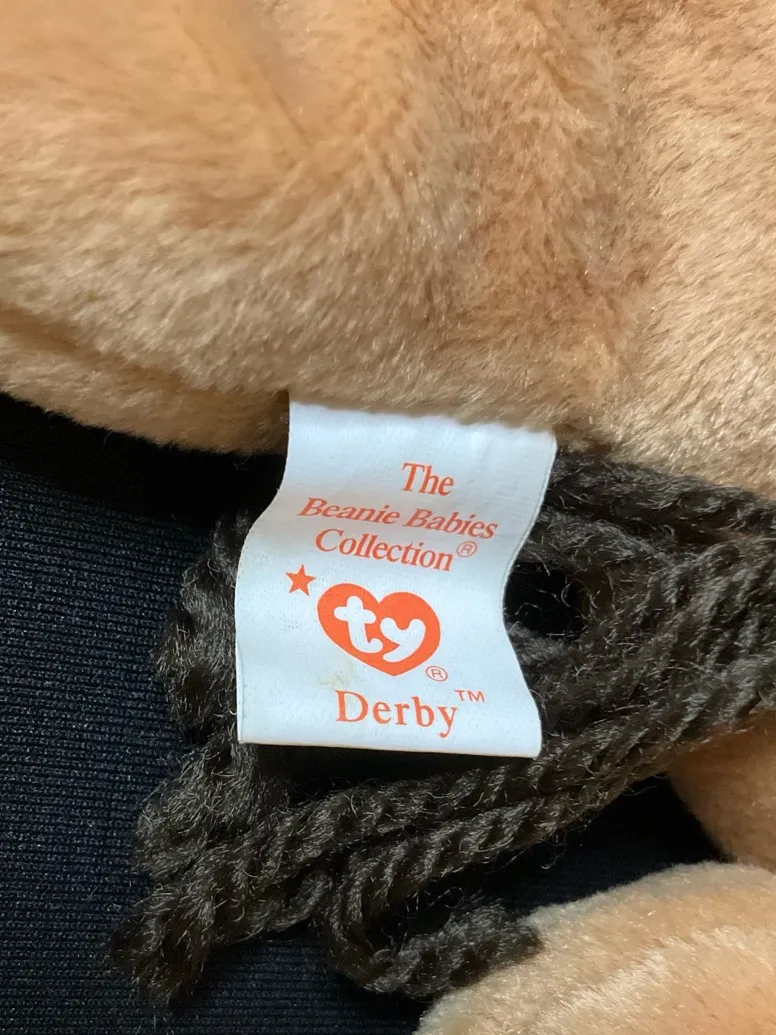 The
Beanie Babies
Collection®
★
ty®
Derby™